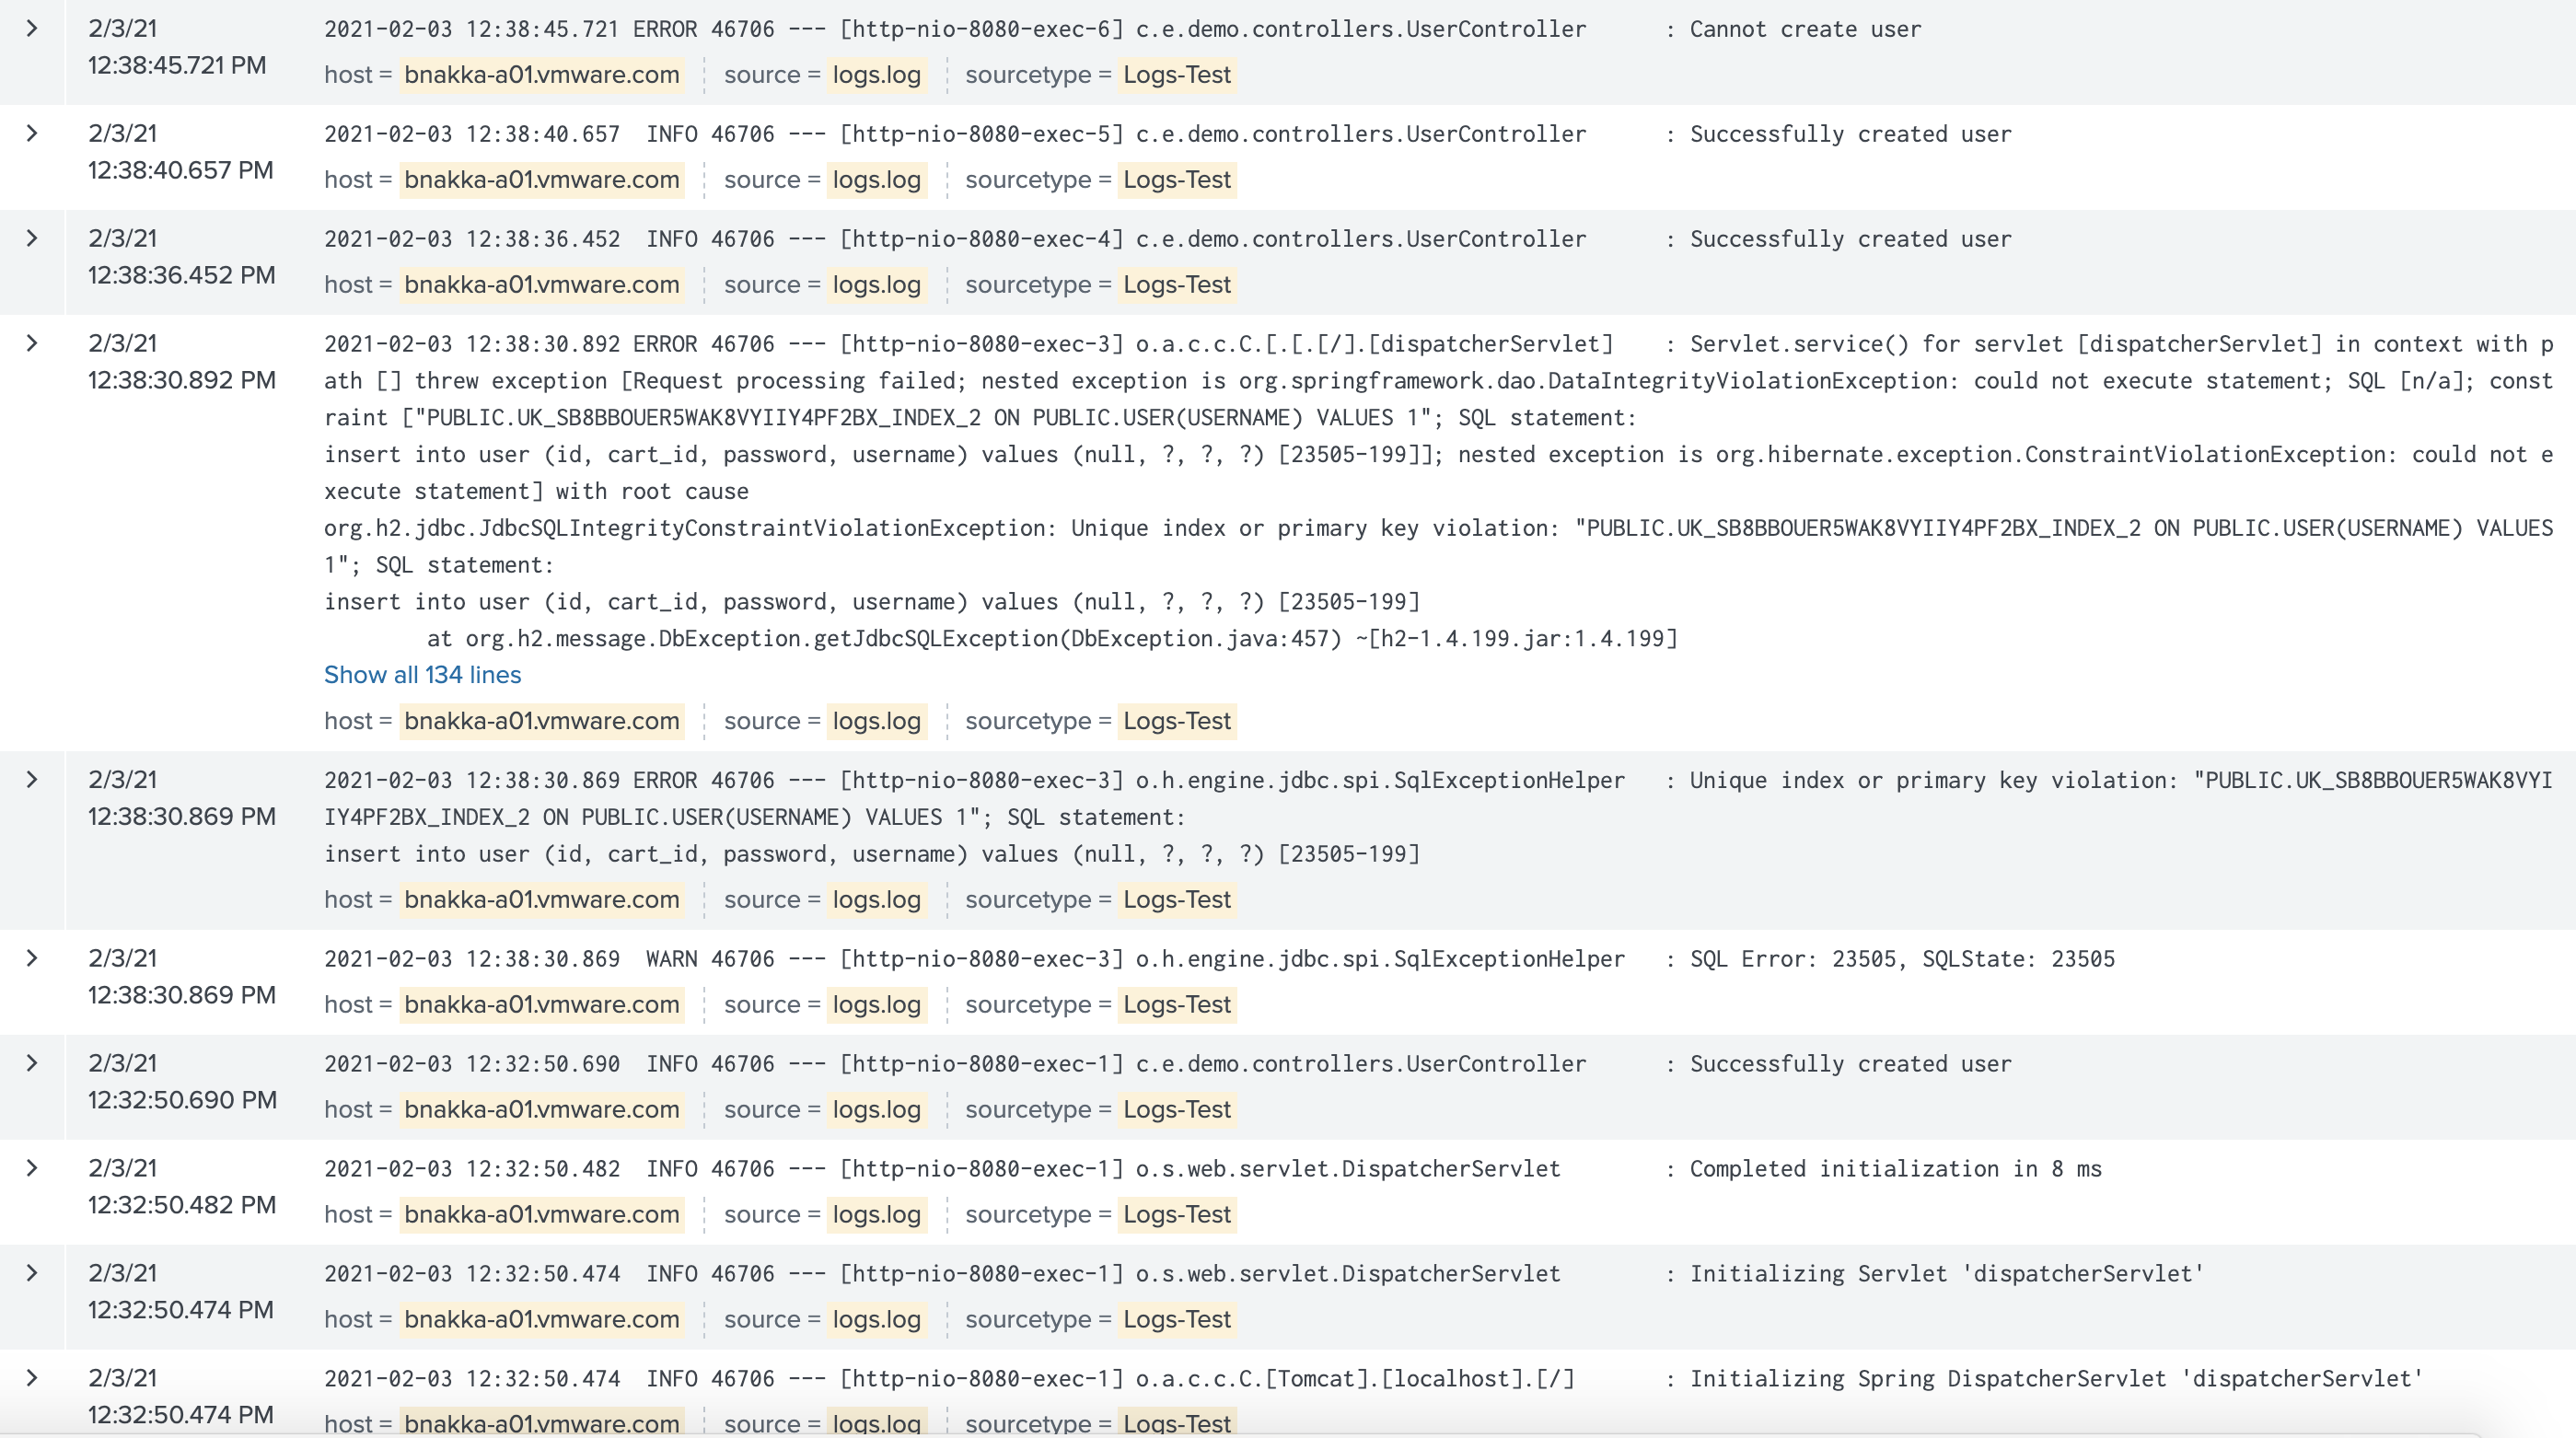 2/3/21 2021-02-03 12:38:45.721 ERROR 46706 --- [http-nio-8080-exec-6] c.e.demo.controllers.UserController : Cannot create user
12:38:45.721 PM host = bnakka-a01.vmware.com source = logs.log sourcetype = Logs-Test
2/3/21 2021-02-03 12:38:40.657 INFO 46706 --- [http-nio-8080-exec-5] c.e.demo.controllers.UserController : Successfully created user
12:38:40.657 PM host = bnakka-a01.vmware.com source = logs.log sourcetype = Logs-Test
2/3/21 2021-02-03 12:38:36.452 INFO 46706 --- [http-nio-8080-exec-4] c.e.demo.controllers.UserController : Successfully created user
12:38:36.452 PM host = bnakka-a01.vmware.com source = logs.log sourcetype = Logs-Test
2/3/21 2021-02-03 12:38:30.892 ERROR 46706 --- [http-nio-8080-exec-3] o.a.c.c.C.[.[.[/].[dispatcherServlet] : Servlet.service() for servlet [dispatcherServlet] in context with p
12:38:30.892 PM ath [] threw exception [Request processing failed; nested exception is org.springframework.dao.DataIntegrityViolationException: could not execute statement; SQL [n/a]; const
raint ["PUBLIC.UK_SB8BBOUER5WAK8VYIIY4PF2BX_INDEX_2 ON PUBLIC.USER(USERNAME) VALUES 1"; SQL statement:
insert into user (id, cart_id, password, username) values (null, ?, ?, ?) [23505-199]]; nested exception is org.hibernate.exception.ConstraintViolationException: could not e
xecute statement] with root cause
org.h2.jdbc.JdbcSQLIntegrityConstraintViolationException: Unique index or primary key violation: "PUBLIC.UK_SB8BBOUER5WAK8VYIIY4PF2BX_INDEX_2 ON PUBLIC.USER(USERNAME) VALUES
1"; SQL statement:
insert into user (id, cart_id, password, username) values (null, ?, ?, ?) [23505-199]
at org.h2.message.DbException.getJdbcSQLException(DbException.java:457) ~[h2-1.4.199.jar:1.4.199]
Show all 134 lines
host = bnakka-a01.vmware.com source = logs.log sourcetype = Logs-Test
2/3/21 2021-02-03 12:38:30.869 ERROR 46706 --- [http-nio-8080-exec-3] o.h.engine.jdbc.spi.SqlExceptionHelper : Unique index or primary key violation: "PUBLIC.UK_SB8BBOUER5WAK8VYI
12:38:30.869 PM IY4PF2BX_INDEX_2 ON PUBLIC.USER(USERNAME) VALUES 1"; SQL statement:
insert into user (id, cart_id, password, username) values (null, ?, ?, ?) [23505-199]
host = bnakka-a01.vmware.com source = logs.log sourcetype = Logs-Test
2/3/21 2021-02-03 12:38:30.869 WARN 46706 --- [http-nio-8080-exec-3] o.h.engine.jdbc.spi.SqlExceptionHelper : SQL Error: 23505, SQLState: 23505
12:38:30.869 PM host = bnakka-a01.vmware.com source = logs.log sourcetype = Logs-Test
2/3/21 2021-02-03 12:32:50.690 INFO 46706 --- [http-nio-8080-exec-1] c.e.demo.controllers.UserController : Successfully created user
12:32:50.690 PM host = bnakka-a01.vmware.com source = logs.log sourcetype = Logs-Test
2/3/21 2021-02-03 12:32:50.482 INFO 46706 --- [http-nio-8080-exec-1] o.s.web.servlet.DispatcherServlet : Completed initialization in 8 ms
12:32:50.482 PM host = bnakka-a01.vmware.com source = logs.log sourcetype = Logs-Test
2/3/21 2021-02-03 12:32:50.474 INFO 46706 --- [http-nio-8080-exec-1] o.s.web.servlet.DispatcherServlet : Initializing Servlet 'dispatcherServlet'
12:32:50.474 PM host = bnakka-a01.vmware.com source = logs.log sourcetype = Logs-Test
2/3/21 2021-02-03 12:32:50.474 INFO 46706 --- [http-nio-8080-exec-1] o.a.c.c.C.[Tomcat].[localhost].[/] : Initializing Spring DispatcherServlet 'dispatcherServlet'
12:32:50.474 PM host = bnakka-a01.vmware.com source = logs.log sourcetype = Logs-Test